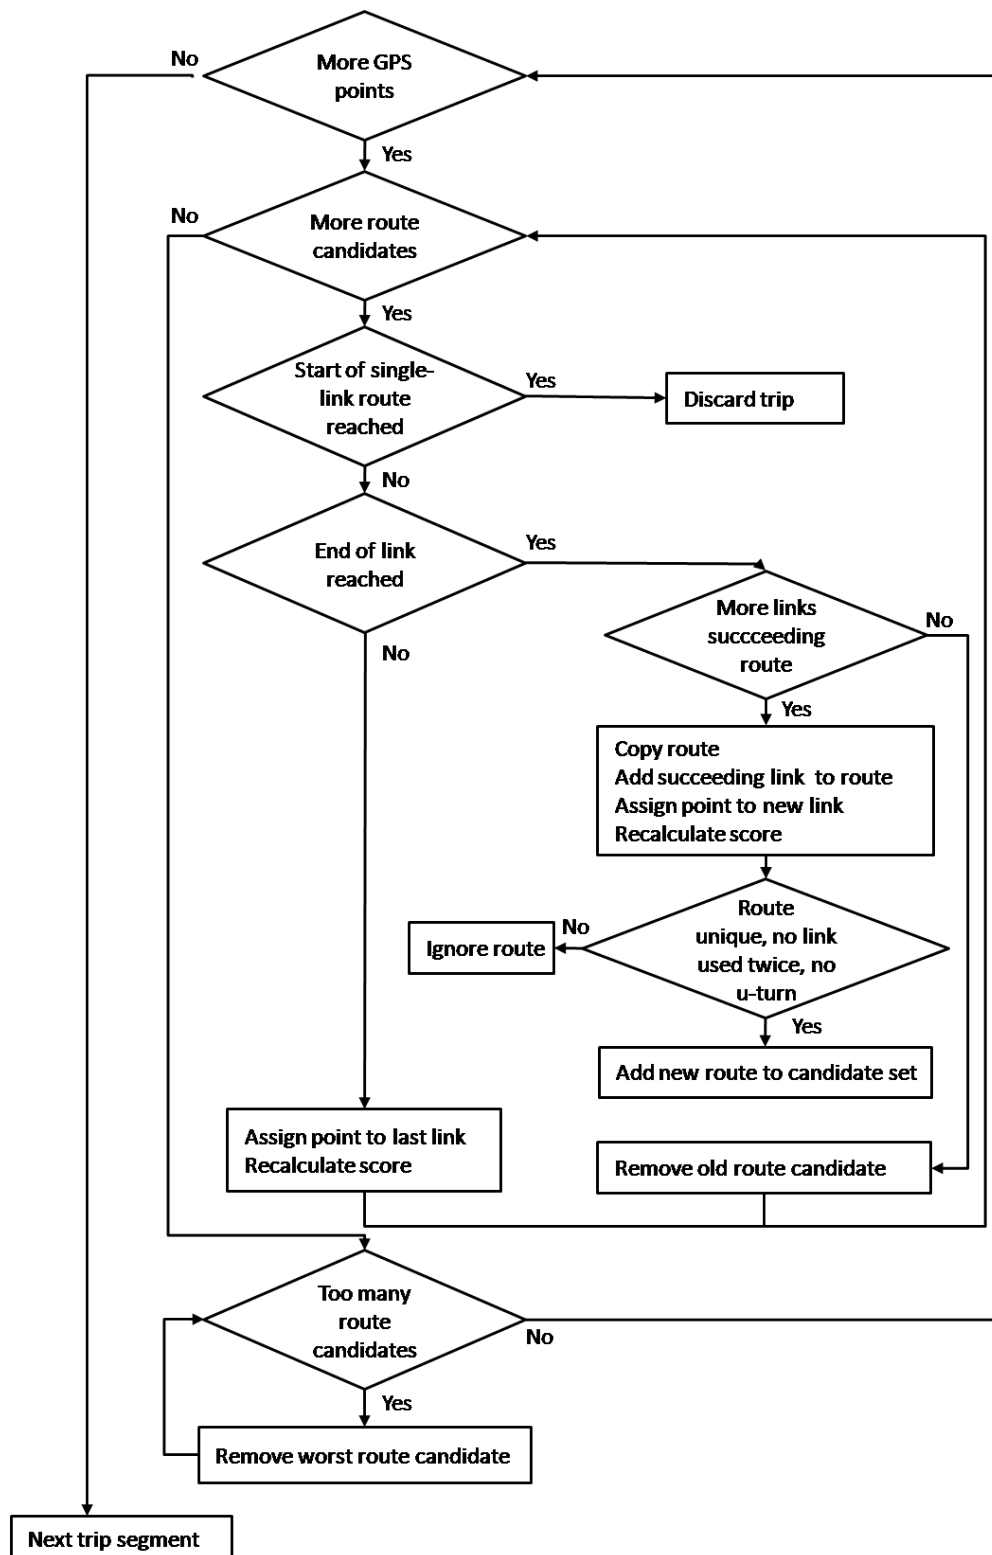 No
More GPS
points
Yes
No
More route
candidates
Yes
Start of single-
link route
reached
Yes
Discard trip
No
End of link
reached
Yes
More links
succceeding
route
No
No
Yes
Copy route
Add succeeding link to route
Assign point to new link
Recalculate score
Route
unique, no link
used twice, no
u-turn
No
Ignore route
Yes
Add new route to candidate set
Assign point to last link
Recalculate score
Remove old route candidate
Too many
route
candidates
No
Yes
Remove worst route candidate
Next trip segment